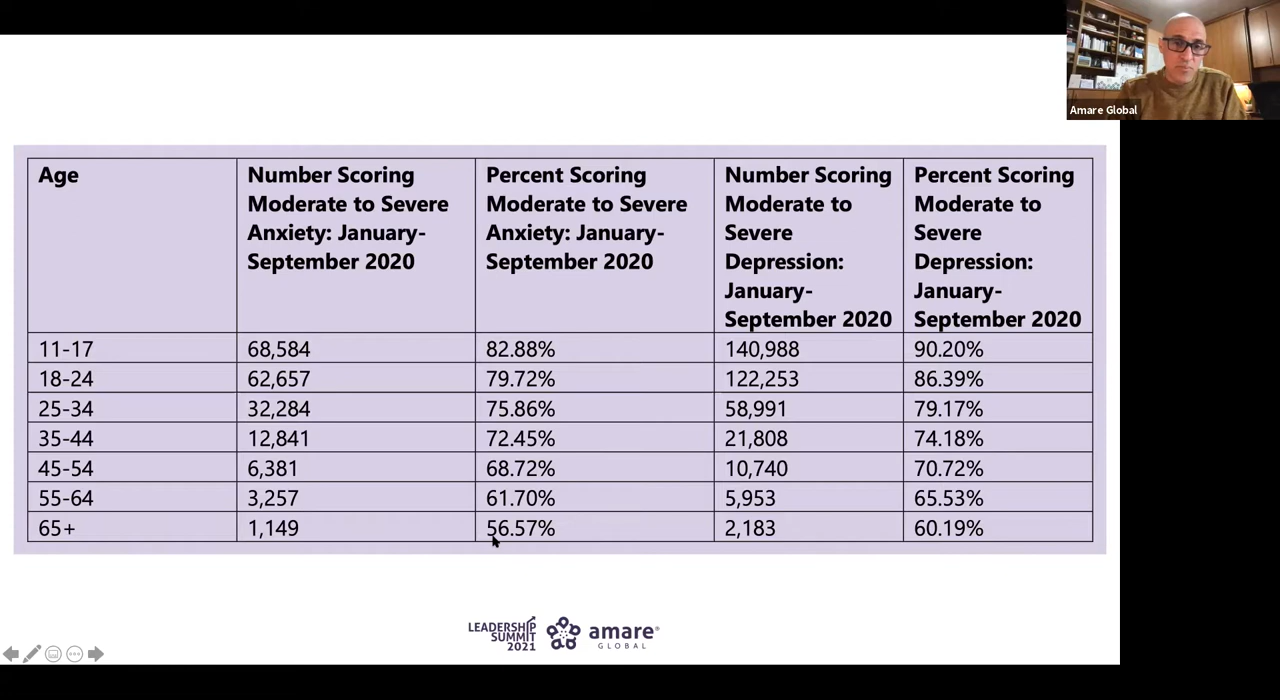 Amare Global
Age
Number Scoring
Moderate to Severe
Anxiety: January-
September 2020
Percent Scoring
Moderate to Severe
Anxiety: January-
September 2020
Number Scoring
Moderate to
Severe
Depression:
January-
September 2020
Percent Scoring
Moderate to
Severe
Depression:
January-
September 2020
11-17 68,584 82.88% 140,988 90.20%
18-24 62,657 79.72% 122,253 86.39%
25-34 32,284 75.86% 58,991 79.17%
35-44 12,841 72.45% 21,808 74.18%
45-54 6,381 68.72% 10,740 70.72%
55-64 3,257 61.70% 5,953 65.53%
65+ 1,149 56.57% 2,183 60.19%
LEADERSHIP
SUMMIT
2021
amare®
GLOBAL